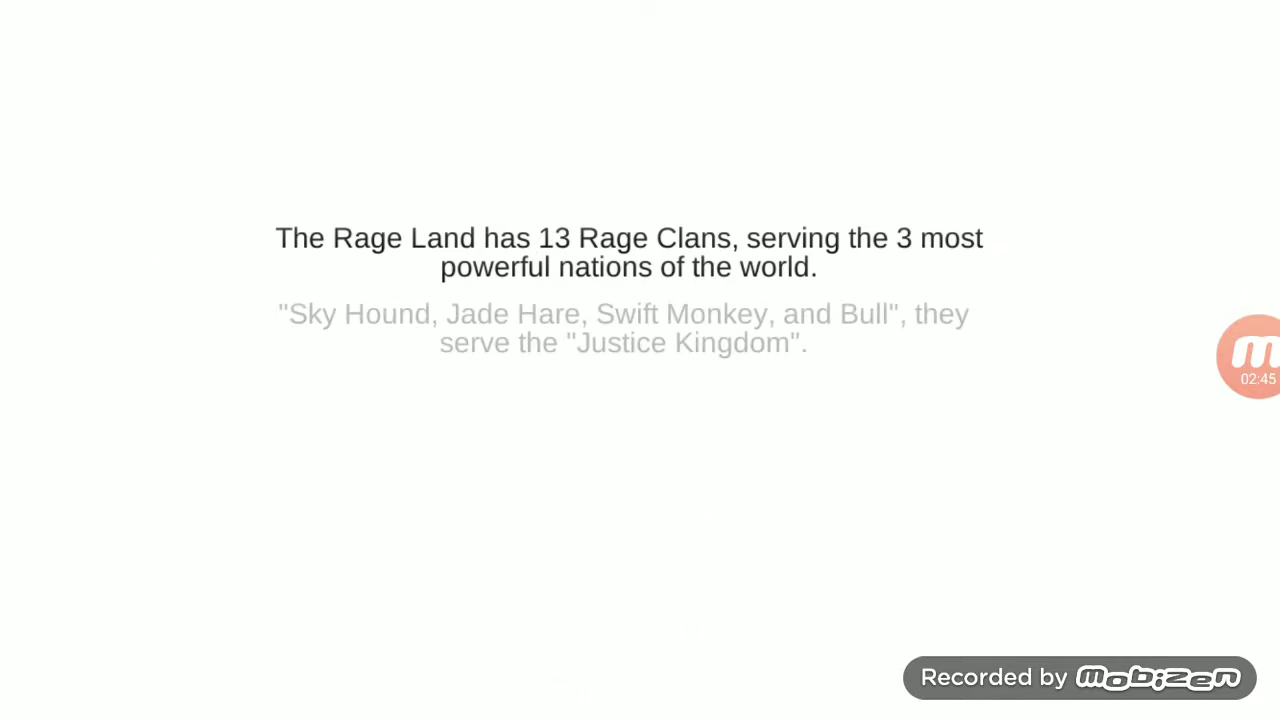 The Rage Land has 13 Rage Clans, serving the 3 most
powerful nations of the world.
"Sky Hound, Jade Hare, Swift Monkey, and Bull", they
serve the "Justice Kingdom".
m
02:45
Recorded by mobizen